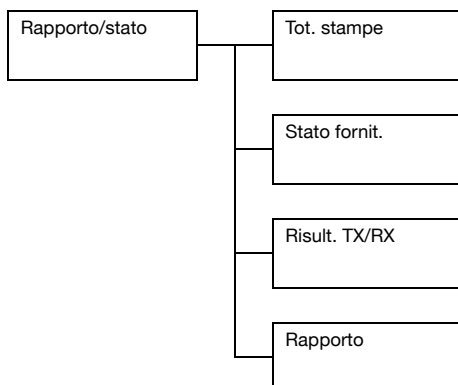 Rapporto/stato
Tot. stampe
Stato fornit.
Risult. TX/RX
Rapporto